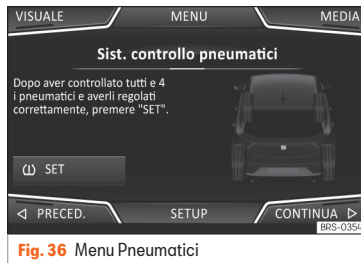 VISUALE MENU MEDIA
Sist. controllo pneumatici
Dopo aver controllato tutti e 4
i pneumatici e averli regolati
correttamente, premere "SET".
SET
PRECED. SETUP CONTINUA
BRS-0354
Fig. 36 Menu Pneumatici